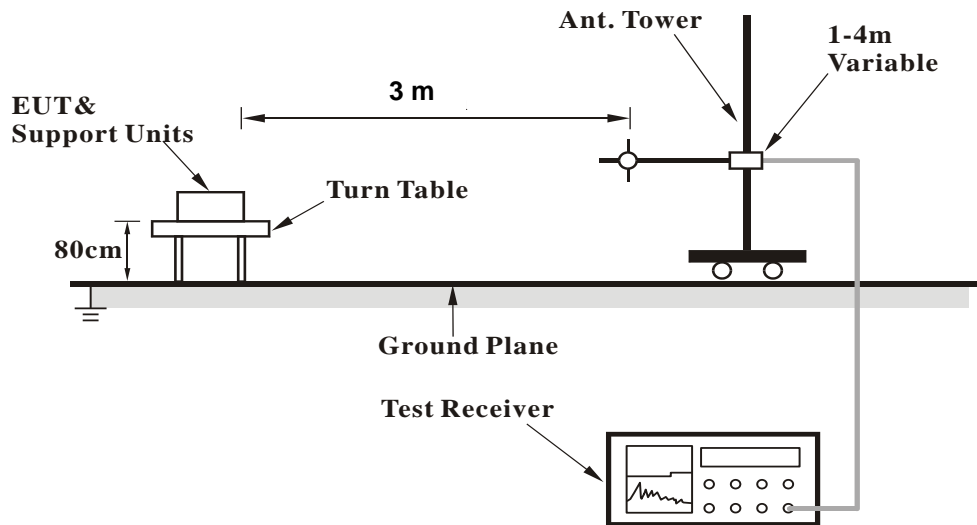 Ant. Tower
1-4m
Variable
3 m
EUT&
Support Units
Turn Table
80cm
Ground Plane
Test Receiver